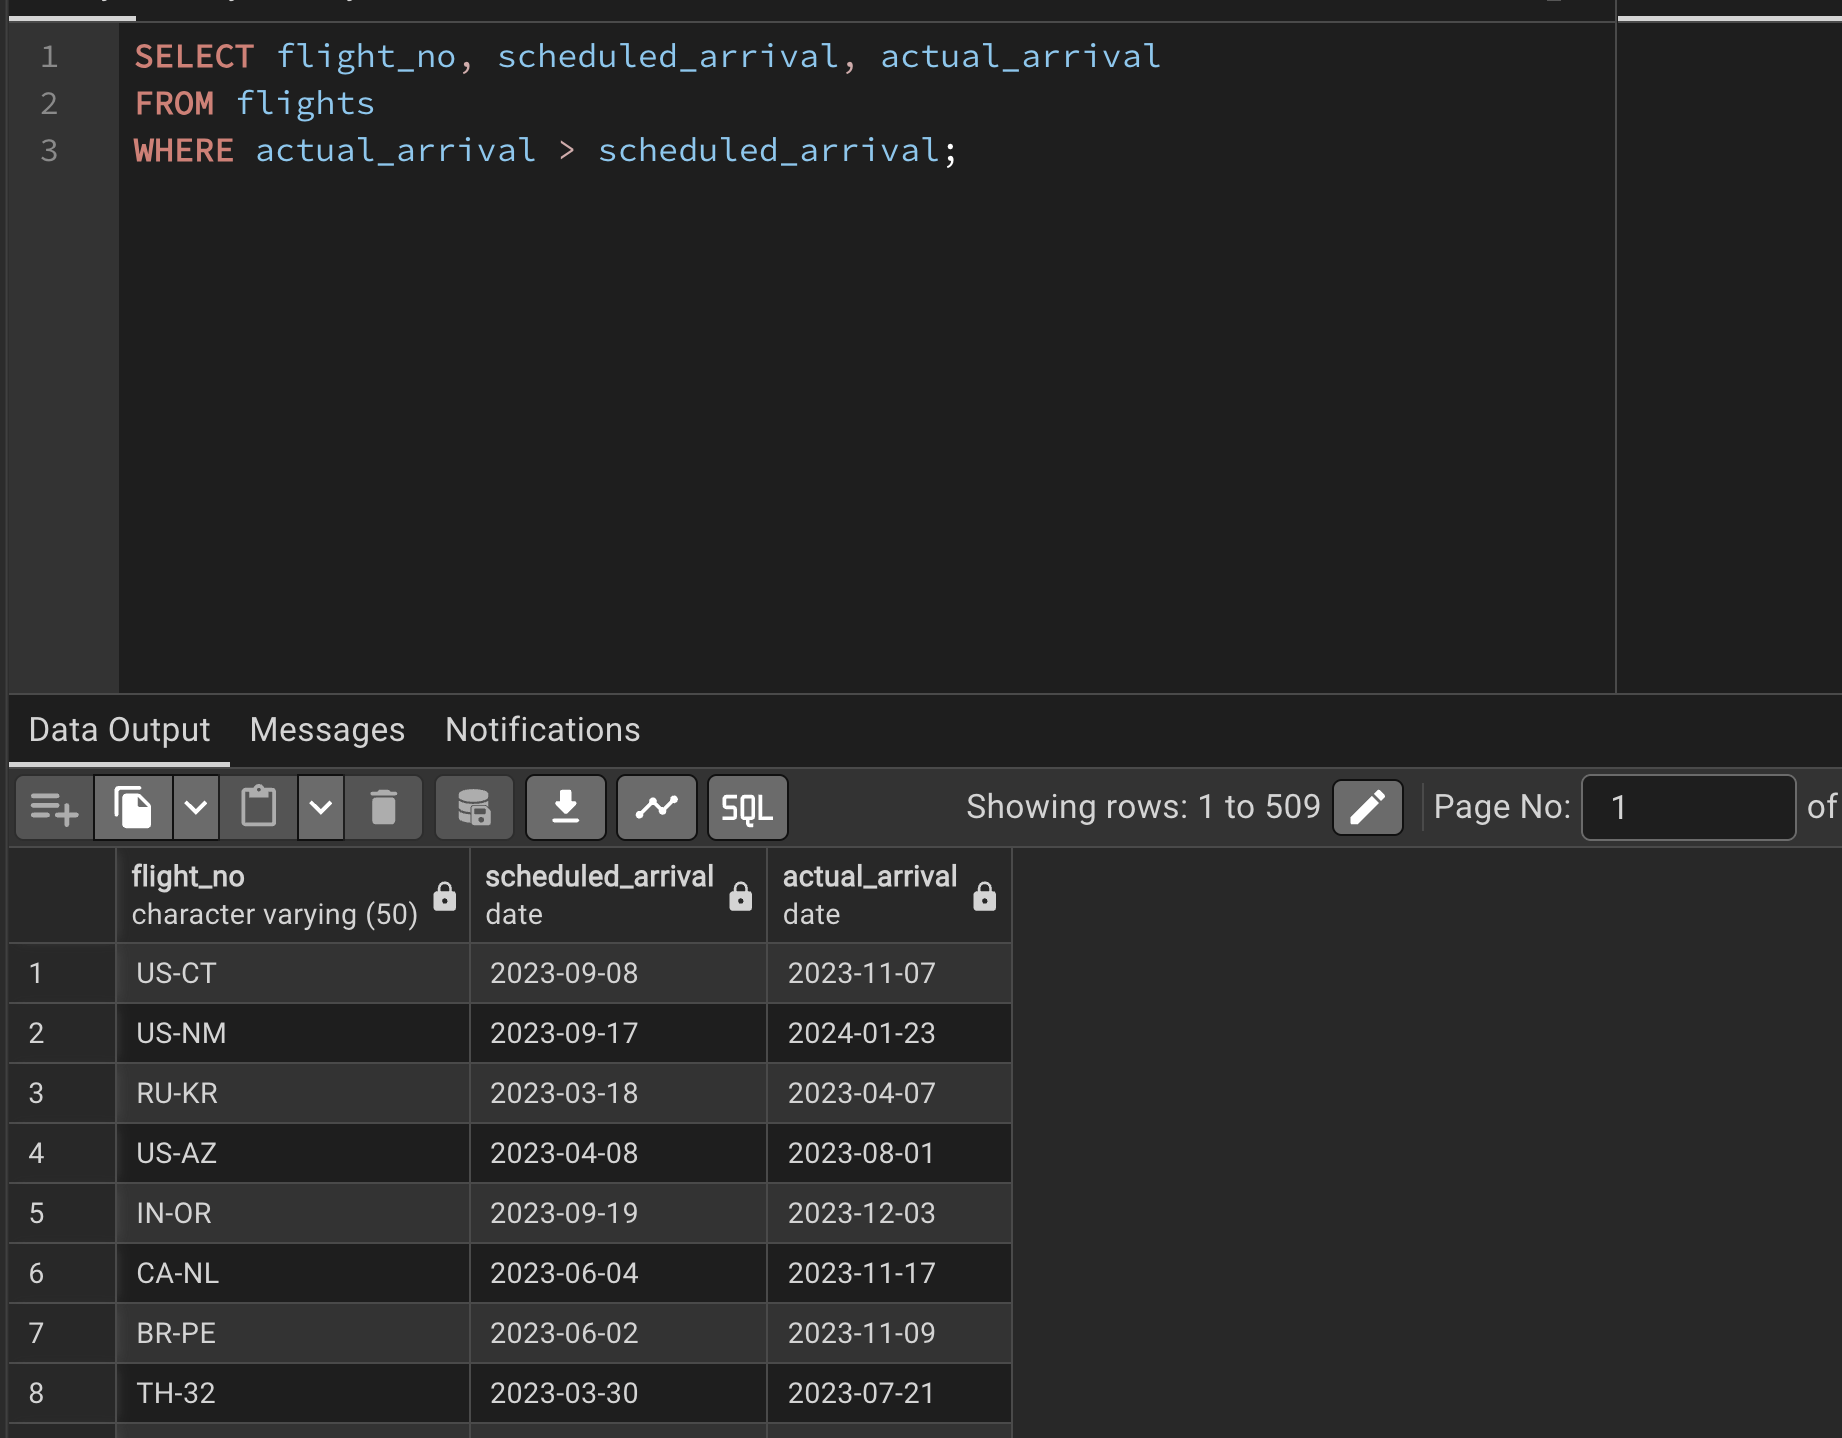 1 SELECT flight_no, scheduled_arrival, actual_arrival
2 FROM flights
3 WHERE actual_arrival > scheduled_arrival;
Data Output Messages Notifications
SQL Showing rows: 1 to 509 Page No: 1 of
flight_no scheduled_arrival actual_arrival
character varying (50) date date
1 US-CT 2023-09-08 2023-11-07
2 US-NM 2023-09-17 2024-01-23
3 RU-KR 2023-03-18 2023-04-07
4 US-AZ 2023-04-08 2023-08-01
5 IN-OR 2023-09-19 2023-12-03
6 CA-NL 2023-06-04 2023-11-17
7 BR-PE 2023-06-02 2023-11-09
8 TH-32 2023-03-30 2023-07-21